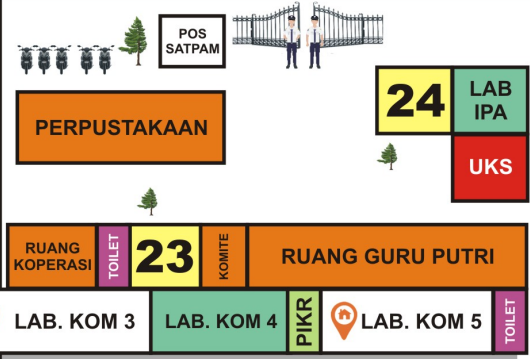 POS
SATPAM
24
LAB
IPA
PERPUSTAKAAN
UKS
RUANG
KOPERASI
TOILET
23
KOMITE
RUANG GURU PUTRI
LAB. KOM 3
LAB. KOM 4
PIKR
LAB. KOM 5
TOILET